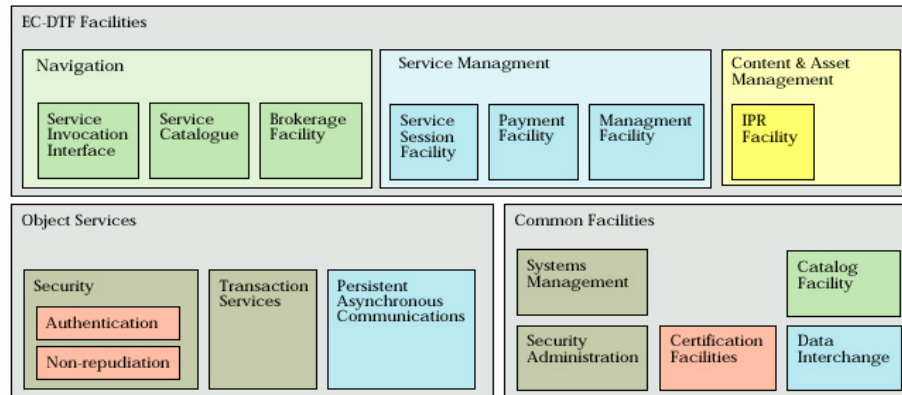 EC-DTF Facilities
Navigation
Service
Invocation
Interface
Service
Catalogue
Brokerage
Facility
Service Managment
Service
Session
Facility
Payment
Facility
Managment
Facility
Content & Asset
Management
IPR
Facility
Object Services
Security
Authentication
Non-repudiation
Transaction
Services
Persistent
Asynchronous
Communications
Common Facilities
Systems
Management
Catalog
Facility
Security
Administration
Certification
Facilities
Data
Interchange